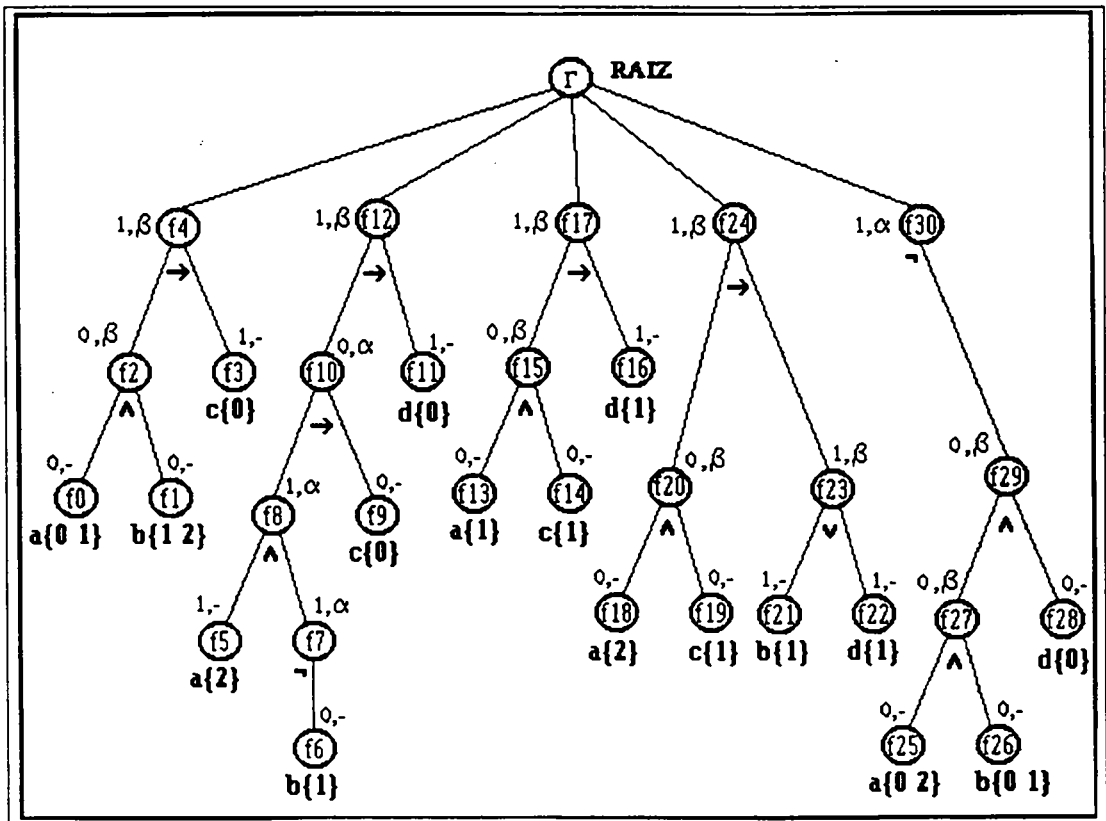 Γ RAIZ
1,β f4 1,β f12 1,β f17 1,β f24 1,α f30
→ → → → ¬
0,β f2 1,- f3 0,α f10 1,- f11 0,β f15 1,- f16
∧ c{0} → d{0} ∧ d{1}
0,β f20 1,β f23 0,β f29
∧ ∨ ∧
0,- f0 0,- f1 1,α f8 0,- f9 0,- f13 0,- f14
a{0 1} b{1 2} ∧ c{0} a{1} c{1}
0,- f18 0,- f19 1,- f21 1,- f22 0,β f27 0,- f28
a{2} c{1} b{1} d{1} ∧ d{0}
1,- f5 1,α f7
a{2} ¬
0,- f6 0,- f25 0,- f26
b{1} a{0 2} b{0 1}